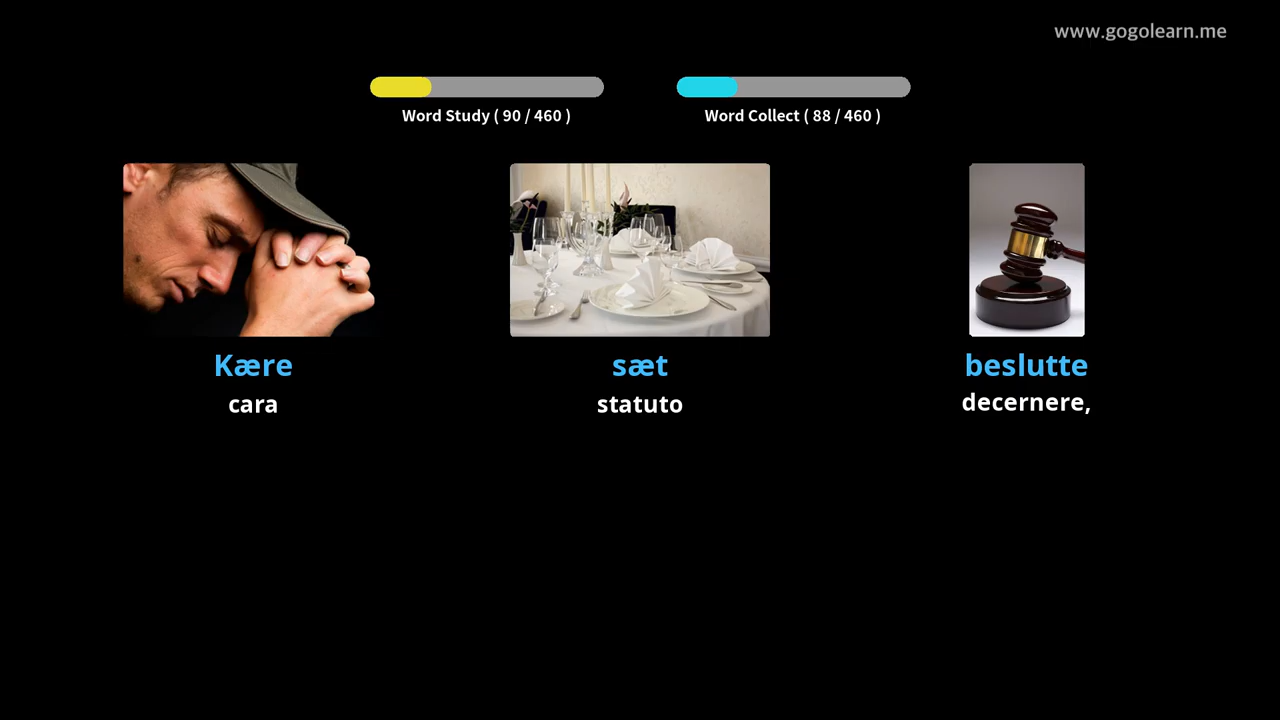 www.gogolearn.me
Word Study ( 90 / 460 )
Word Collect ( 88 / 460 )
Kære
sæt
beslutte
cara
statuto
decernere,